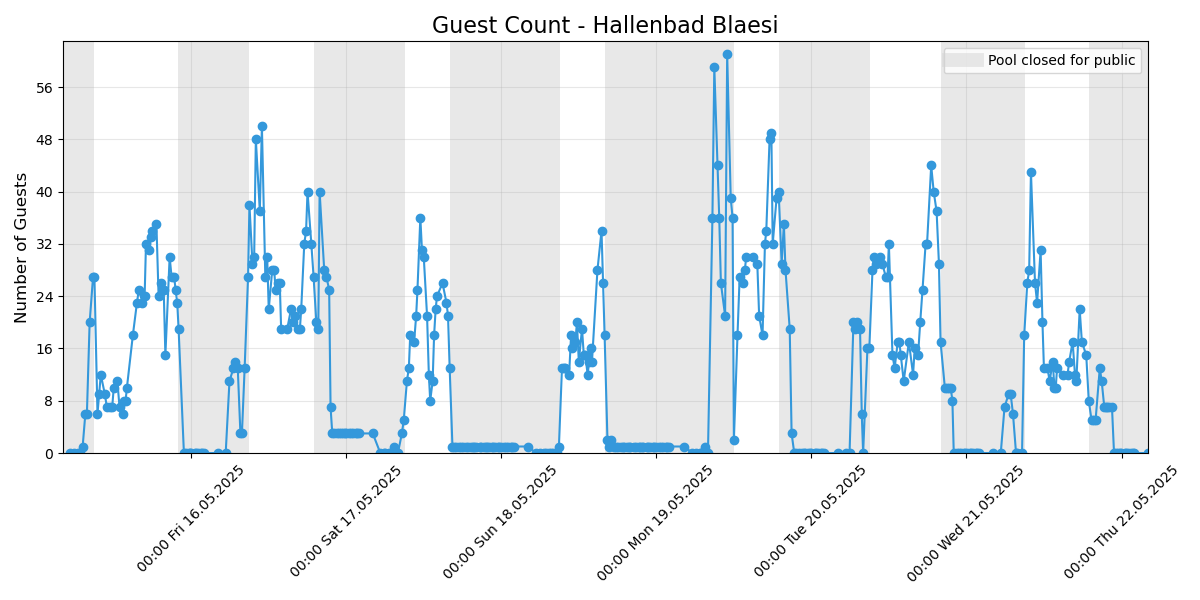 Guest Count - Hallenbad Blaesi
Pool closed for public
Number of Guests
56
48
40
32
24
16
8
0
00:00 Fri 16.05.2025
00:00 Sat 17.05.2025
00:00 Sun 18.05.2025
00:00 Mon 19.05.2025
00:00 Tue 20.05.2025
00:00 Wed 21.05.2025
00:00 Thu 22.05.2025